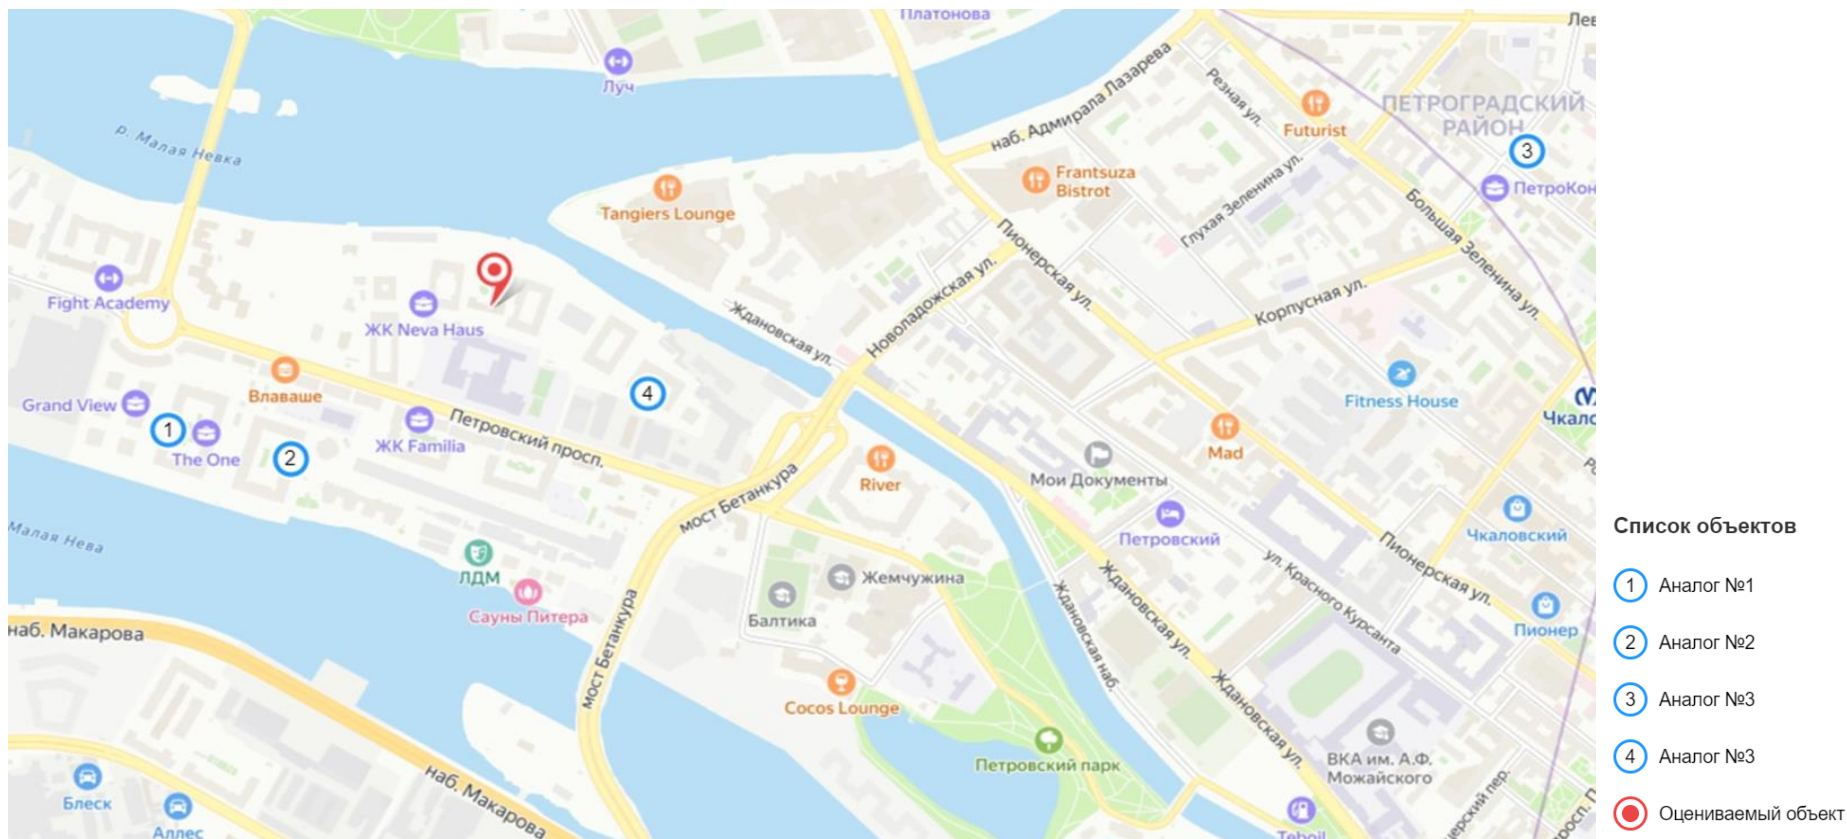 Платонова
Луч
наб. Адмирала Лазарева
Резная ул.
ПЕТРОГРАДСКИЙ
РАЙОН
Futurist
3
р. Малая Невка
Frantsuza
Bistrot
ПетроКон
Tangiers Lounge
Глухая Зеленина ул.
Большая Зеленина ул.
Пионерская ул.
Fight Academy
ЖК Neva Haus
Ждановская ул.
Новоладожская ул.
Корпусная ул.
Влаваше
4
Grand View
1
The One
2
ЖК Familia
Петровский просп.
Fitness House
Чкалс
Mad
River
Мои Документы
мост Бетанкура
Малая Нева
Петровский
Чкаловский
ЛДМ
Сауны Питера
Жемчужина
Балтика
Ждановская ул.
ул. Красного Курсанта
Пионерская ул.
Пионер
наб. Макарова
мост Бетанкура
Ждановская наб.
Cocos Lounge
Ждановская ул.
Петровский парк
ВКА им. А.Ф.
Можайского
Блеск
Аллес
наб. Макарова
Teboil
Список объектов
1 Аналог №1
2 Аналог №2
3 Аналог №3
4 Аналог №3
Оцениваемый объект